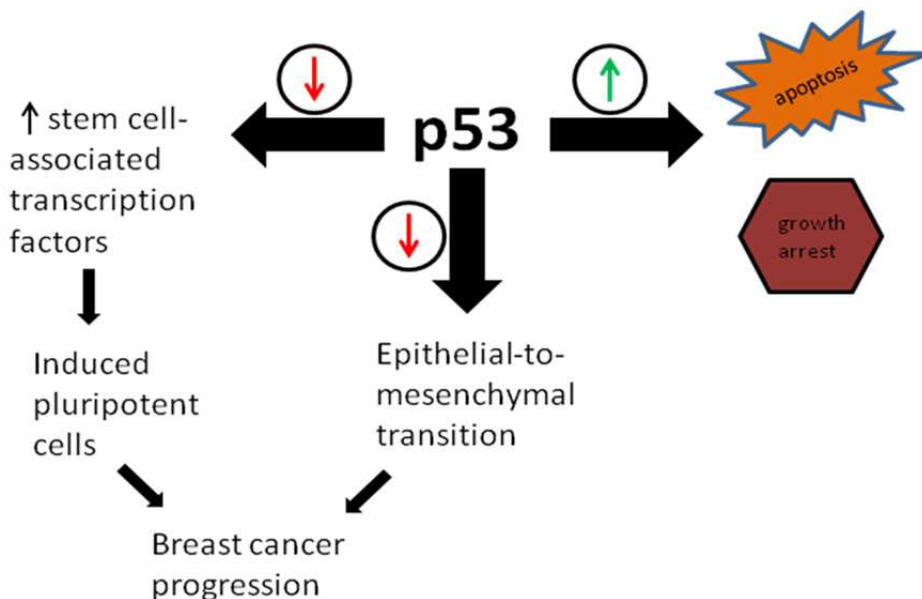 p53
↑ stem cell-
associated
transcription
factors
Induced
pluripotent
cells
Epithelial-to-
mesenchymal
transition
Breast cancer
progression
apoptosis
growth
arrest